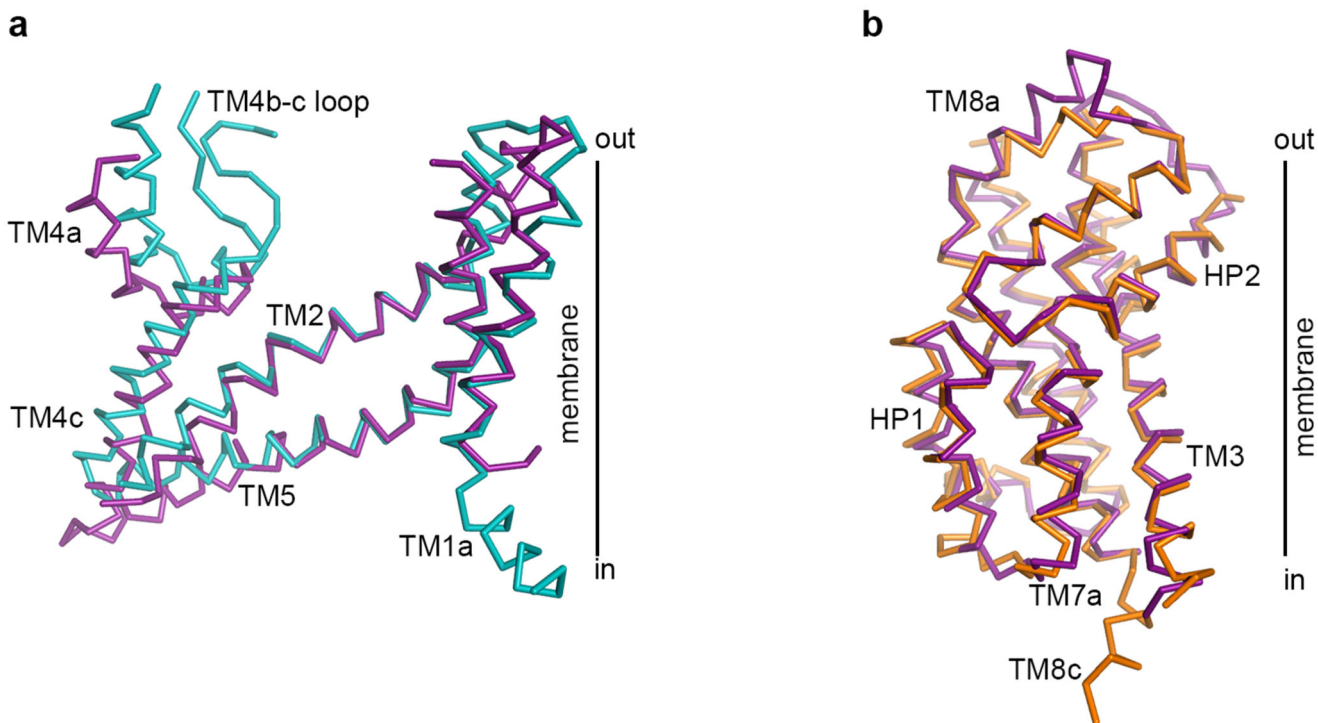 a
TM4b-c loop
TM4a
TM2
TM4c
TM5
TM1a
out
membrane
in
b
TM8a
HP2
HP1
TM3
TM7a
TM8c
out
membrane
in